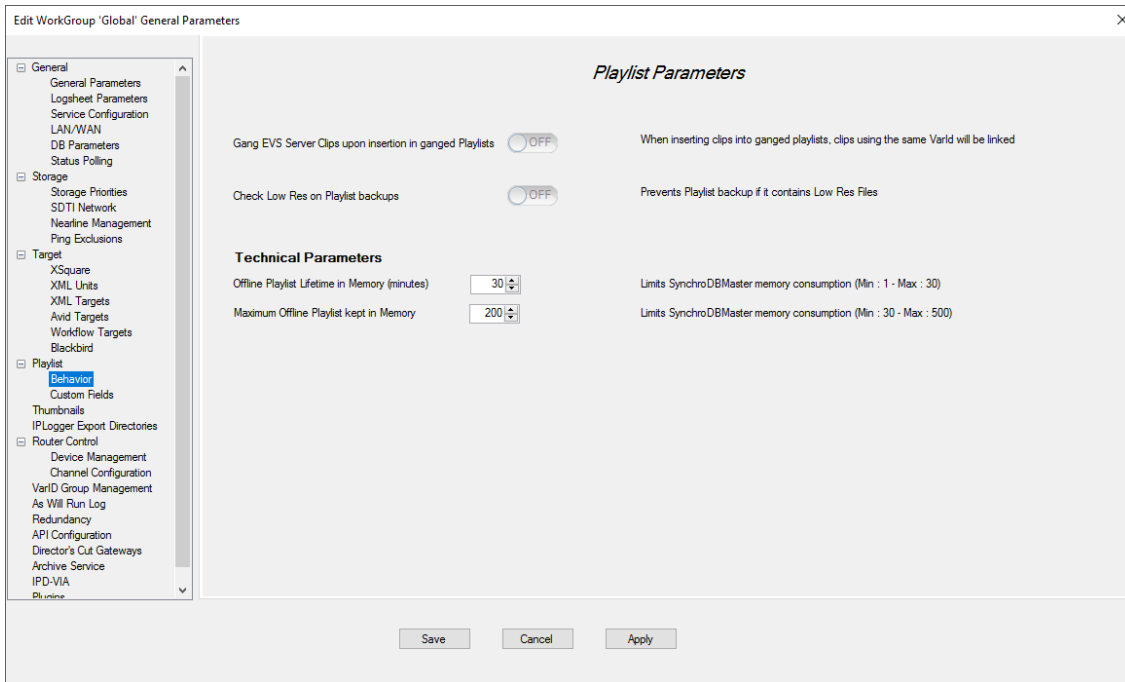 Edit WorkGroup 'Global' General Parameters
General
General Parameters
Logsheet Parameters
Service Configuration
LAN/WAN
DB Parameters
Status Polling
Storage
Storage Priorities
SDTI Network
Nearline Management
Ping Exclusions
Target
XSquare
XML Units
XML Targets
Avid Targets
Workflow Targets
Blackbird
Playlist
Behavior
Custom Fields
Thumbnails
IPLogger Export Directories
Router Control
Device Management
Channel Configuration
VarID Group Management
As Will Run Log
Redundancy
API Configuration
Director's Cut Gateways
Archive Service
IPD-VIA
Plugins
Playlist Parameters
Gang EVS Server Clips upon insertion in ganged Playlists OFF When inserting clips into ganged playlists, clips using the same VarId will be linked
Check Low Res on Playlist backups OFF Prevents Playlist backup if it contains Low Res Files
Technical Parameters
Offline Playlist Lifetime in Memory (minutes) 30 Limits SynchroDBMaster memory consumption (Min : 1 - Max : 30)
Maximum Offline Playlist kept in Memory 200 Limits SynchroDBMaster memory consumption (Min : 30 - Max : 500)
Save Cancel Apply